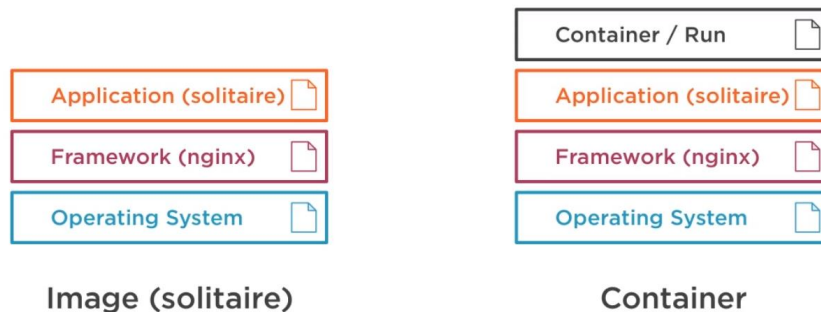 Container / Run
Application (solitaire)
Application (solitaire)
Framework (nginx)
Framework (nginx)
Operating System
Operating System
Image (solitaire)
Container